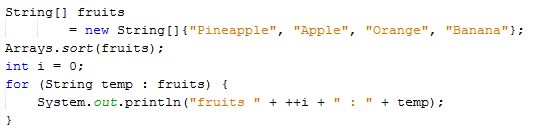 String[] fruits
= new String[]{"Pineapple", "Apple", "Orange", "Banana"};
Arrays.sort(fruits);
int i = 0;
for (String temp : fruits) {
System.out.println("fruits " + ++i + " : " + temp);
}